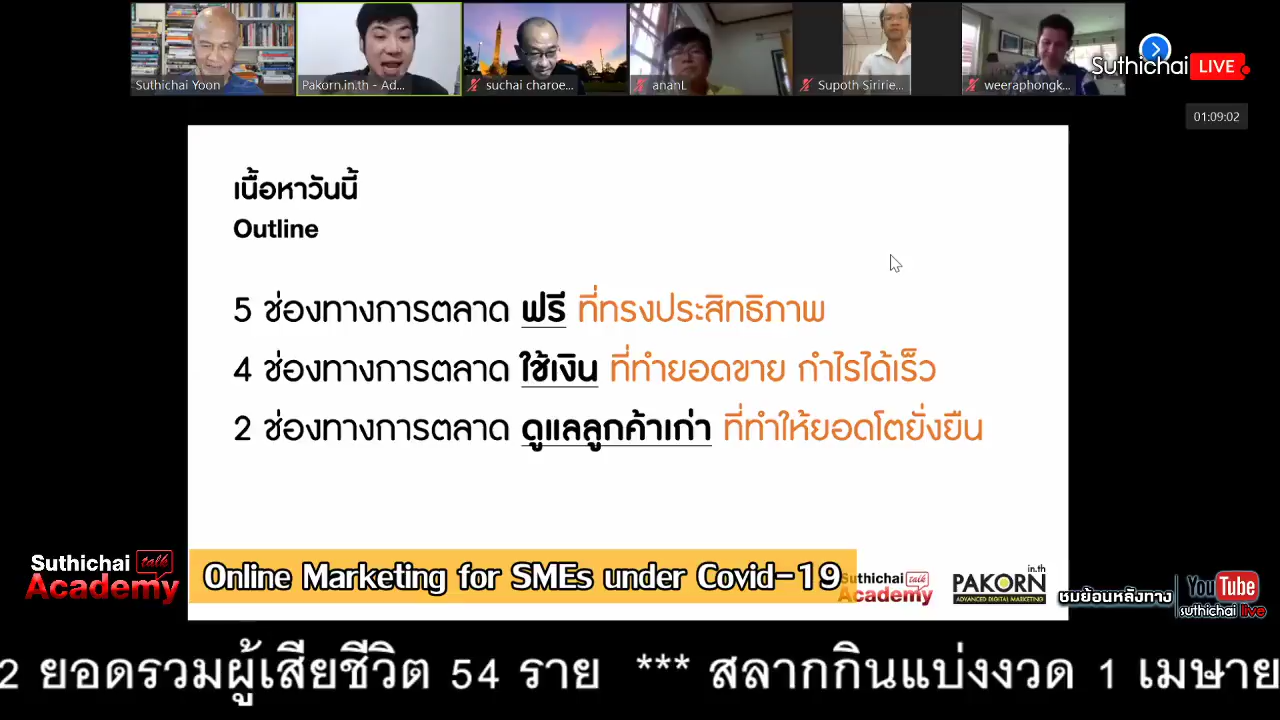 Suthichai Yoon
Pakorn.in.th - Ad...
suchai charoe...
ananL
Supoth Siririe...
weeraphongk...
Suthichai LIVE
01:09:02
เนื้อหาวันนี้
Outline
5 ช่องทางการตลาด ฟรี ที่ทรงประสิทธิภาพ
4 ช่องทางการตลาด ใช้เงิน ที่ทำยอดขาย กำไรได้เร็ว
2 ช่องทางการตลาด ดูแลลูกค้าเก่า ที่ทำให้ยอดโตยั่งยืน
Suthichai talk
Academy
Online Marketing for SMEs under Covid-19
Suthichai talk
Academy
in.th
PAKORN
ADVANCED DIGITAL MARKETING
ชมย้อนหลังทาง
YouTube
suthichai live
2 ยอดรวมผู้เสียชีวิต 54 ราย *** สลากกินแบ่งงวด 1 เมษาย